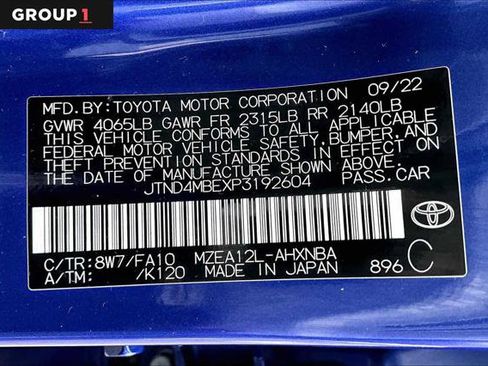 GROUP 1
MFD. BY: TOYOTA MOTOR CORPORATION 09/22
GVWR 4065LB GAWR FR 2315LB RR 2140LB
THIS VEHICLE CONFORMS TO ALL APPLICABLE
FEDERAL MOTOR VEHICLE SAFETY, BUMPER, AND
THEFT PREVENTION STANDARDS IN EFFECT ON
THE DATE OF MANUFACTURE SHOWN ABOVE.
JTND4MBEXP3192604 PASS. CAR
TOYOTA
C/TR: 8W7/FA10 MZEA12L-AHXNBA
A/TM: /K120 MADE IN JAPAN 896 C